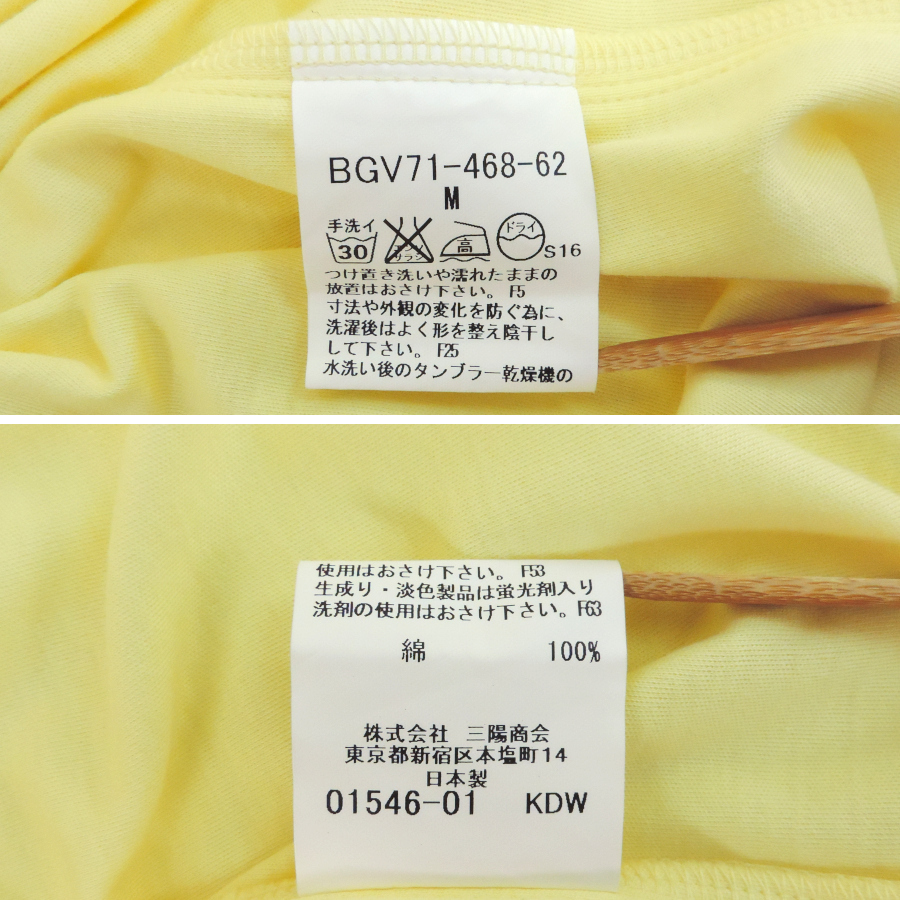 BGV71-468-62
M
手洗イ
30 エンソサラシ 高 ドライ S16
つけ置き洗いや濡れたままの
放置はおさけ下さい。 F5
寸法や外観の変化を防ぐ為に、
洗濯後はよく形を整え陰干し
して下さい。 F25
水洗い後のタンブラー乾燥機の
使用はおさけ下さい。 F53
生成り・淡色製品は蛍光剤入り
洗剤の使用はおさけ下さい。F63
綿 100%
株式会社 三陽商会
東京都新宿区本塩町14
日本製
01546-01 KDW